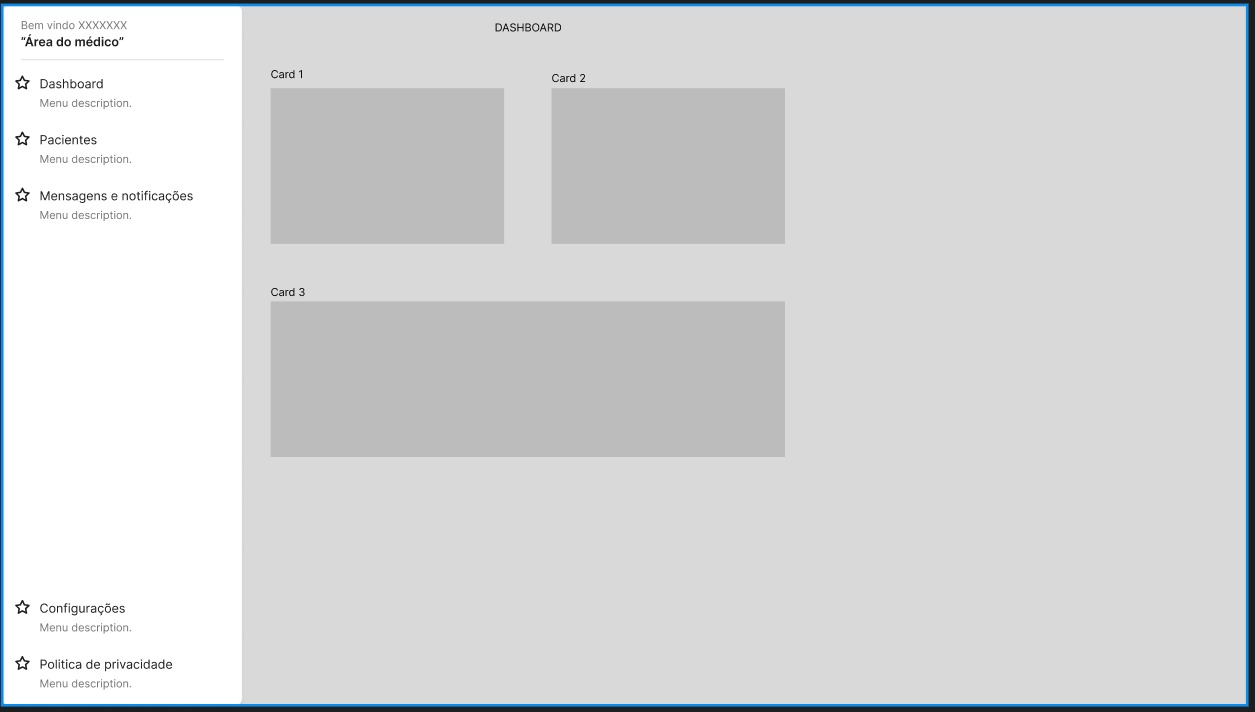 Bem vindo XXXXXXX
“Área do médico”
Dashboard
Menu description.
Pacientes
Menu description.
Mensagens e notificações
Menu description.
Configurações
Menu description.
Politica de privacidade
Menu description.
DASHBOARD
Card 1
Card 2
Card 3